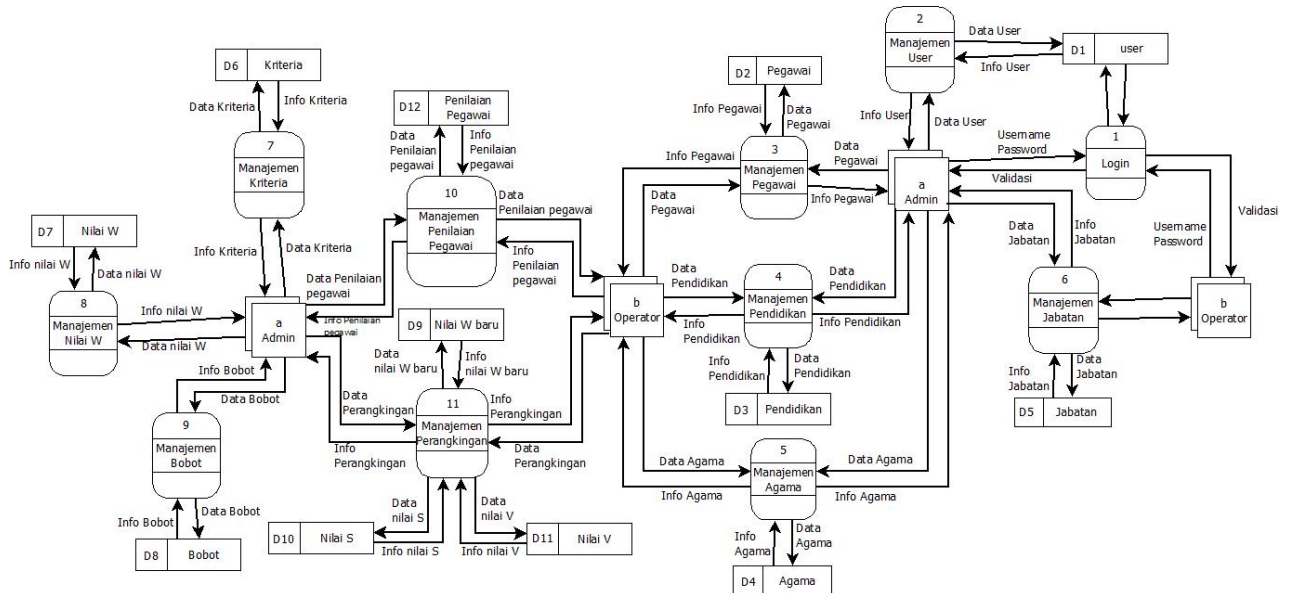 2
Manajemen
User
Data User
Info User
D1
user
Info User
Data User
D6
Kriteria
Data Kriteria
Info Kriteria
D12
Penilaian
Pegawai
Data
Penilaian
pegawai
Info
Penilaian
pegawai
D2
Pegawai
Info Pegawai
Data
Pegawai
7
Manajemen
Kriteria
Info Kriteria
Data Kriteria
10
Manajemen
Penilaian
Pegawai
Data
Penilaian pegawai
Info
Penilaian
pegawai
3
Manajemen
Pegawai
Info Pegawai
Data
Pegawai
Data
Pegawai
Info Pegawai
a
Admin
Username
Password
Validasi
1
Login
Validasi
Username
Password
Data
Jabatan
Info
Jabatan
D7
Nilai W
Info nilai W
Data nilai W
8
Manajemen
Nilai W
Info nilai W
Data nilai W
a
Admin
Data Penilaian
pegawai
Info Penilaian
pegawai
b
Operator
Data
Pendidikan
Info
Pendidikan
4
Manajemen
Pendidikan
Data
Pendidikan
Info Pendidikan
Info
Pendidikan
Data
Pendidikan
D3
Pendidikan
6
Manajemen
Jabatan
b
Operator
Info
Jabatan
Data
Jabatan
D5
Jabatan
Info Bobot
Data Bobot
9
Manajemen
Bobot
Info Bobot
Data Bobot
D8
Bobot
D9
Nilai W baru
Data
nilai W baru
Info
nilai W baru
Data
Perangkingan
Info
Perangkingan
11
Manajemen
Perangkingan
Info
Perangkingan
Data
Perangkingan
Data
nilai S
Info nilai S
D10
Nilai S
Data
nilai V
Info nilai V
D11
Nilai V
Data Agama
Info Agama
5
Manajemen
Agama
Data Agama
Info Agama
Info
Agama
Data
Agama
D4
Agama